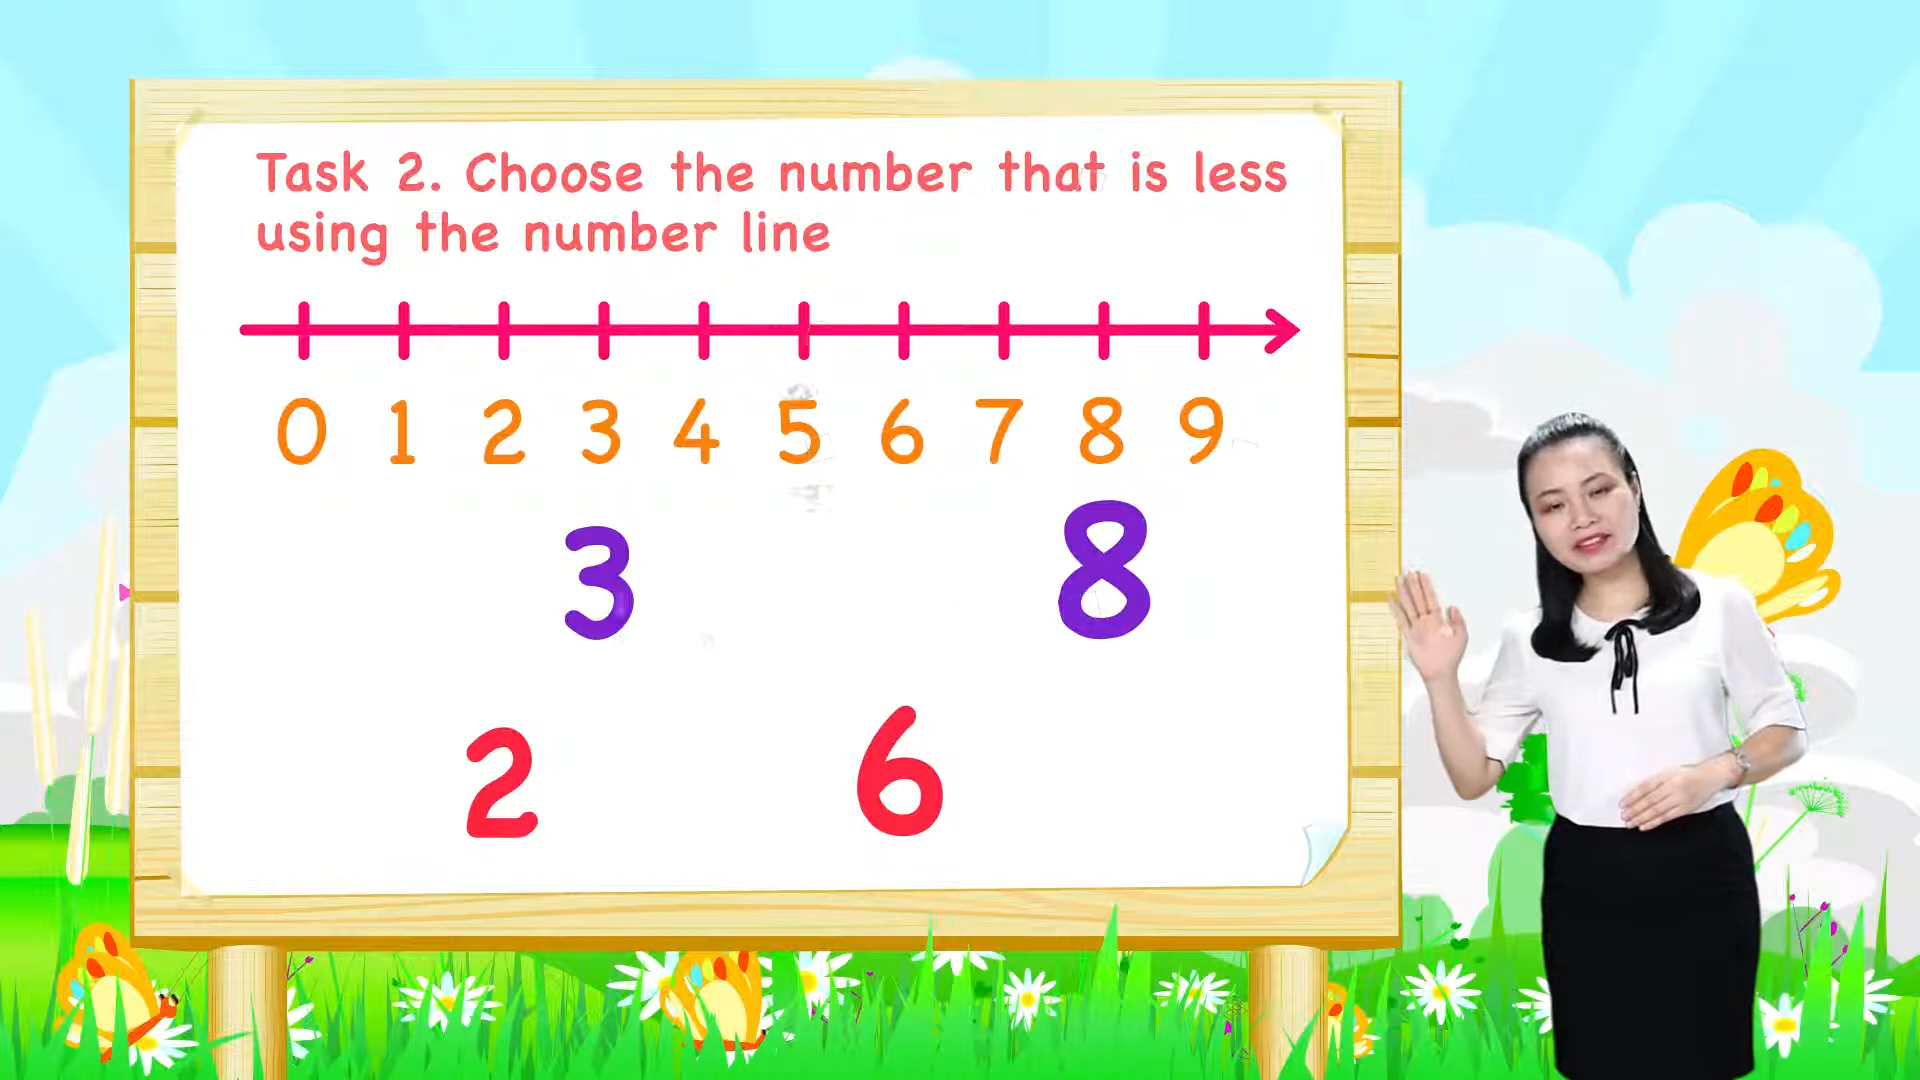 Task 2. Choose the number that is less
using the number line
0 1 2 3 4 5 6 7 8 9
3 8
2 6